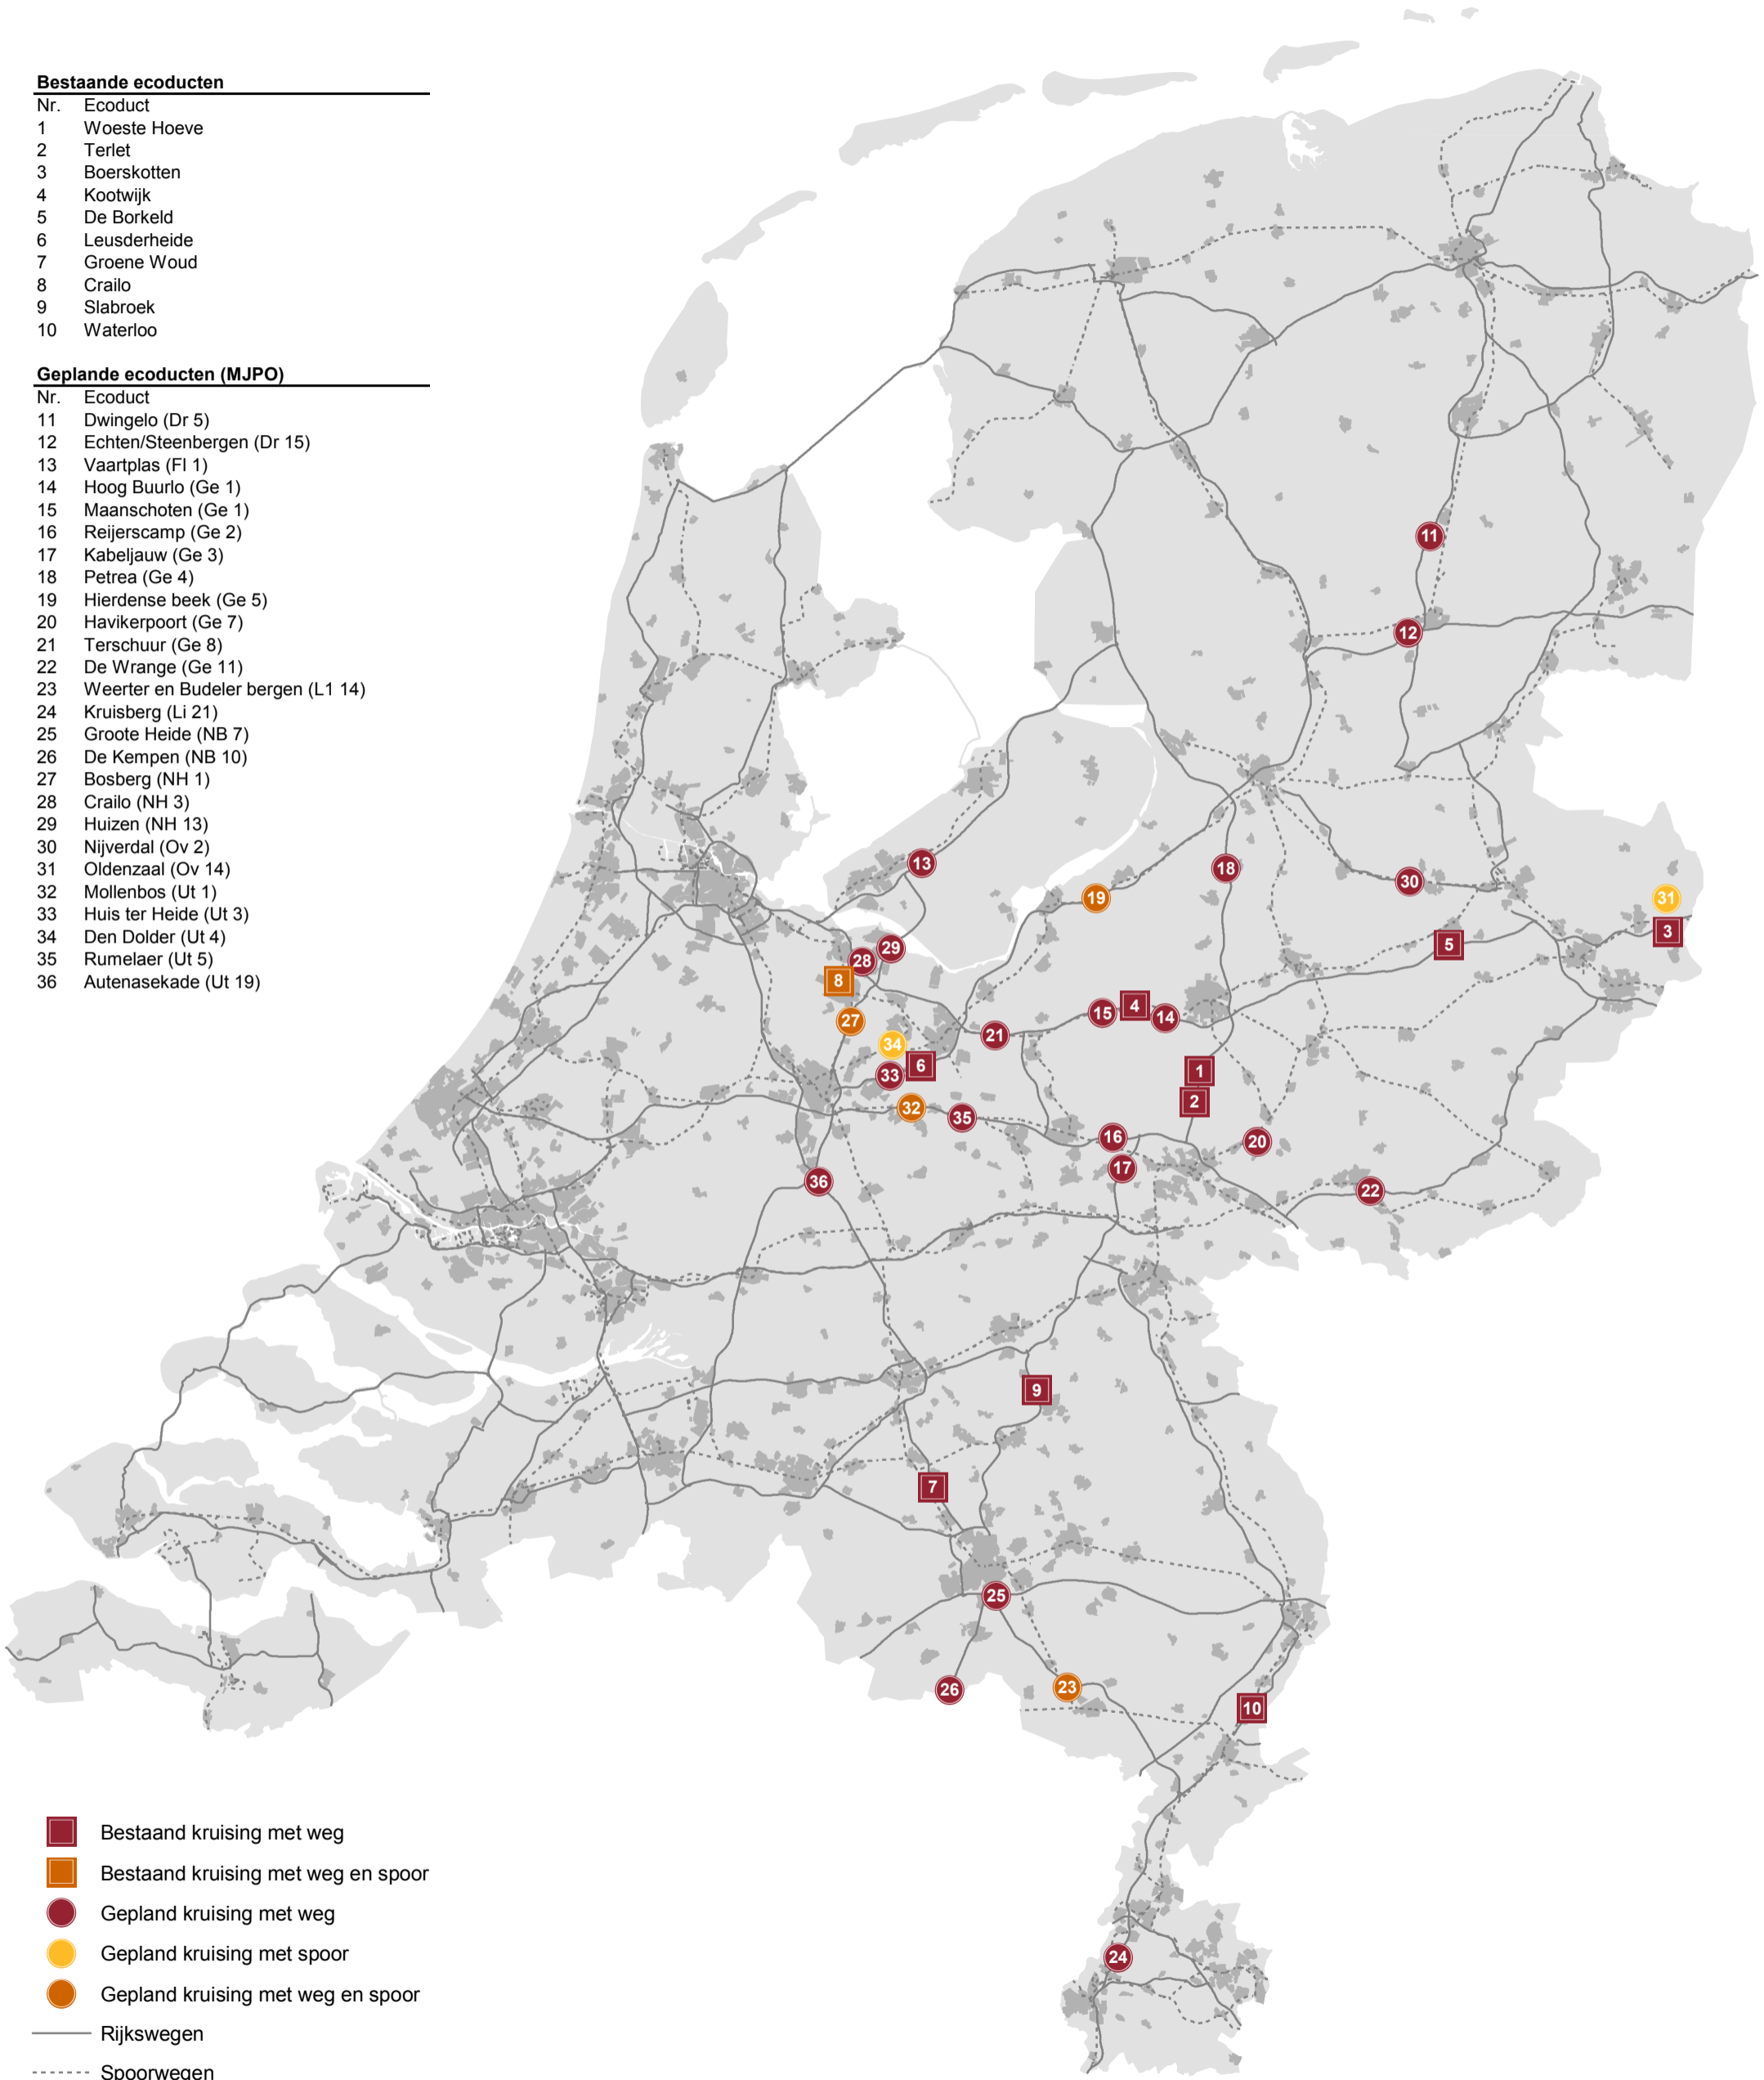 Bestaande ecoducten
Nr. Ecoduct
1 Woeste Hoeve
2 Terlet
3 Boerskotten
4 Kootwijk
5 De Borkeld
6 Leusderheide
7 Groene Woud
8 Crailo
9 Slabroek
10 Waterloo
Geplande ecoducten (MJPO)
Nr. Ecoduct
11 Dwingelo (Dr 5)
12 Echten/Steenbergen (Dr 15)
13 Vaartplas (Fl 1)
14 Hoog Buurlo (Ge 1)
15 Maanschoten (Ge 1)
16 Reijerscamp (Ge 2)
17 Kabeljauw (Ge 3)
18 Petrea (Ge 4)
19 Hierdense beek (Ge 5)
20 Havikerpoort (Ge 7)
21 Terschuur (Ge 8)
22 De Wrange (Ge 11)
23 Weerter en Budeler bergen (L1 14)
24 Kruisberg (Li 21)
25 Groote Heide (NB 7)
26 De Kempen (NB 10)
27 Bosberg (NH 1)
28 Crailo (NH 3)
29 Huizen (NH 13)
30 Nijverdal (Ov 2)
31 Oldenzaal (Ov 14)
32 Mollenbos (Ut 1)
33 Huis ter Heide (Ut 3)
34 Den Dolder (Ut 4)
35 Rumelaer (Ut 5)
36 Autenasekade (Ut 19)
11
12
13
18
30
19
31
3
5
29
28
8
4
15
14
27
21
34
6
33
1
2
32
35
16
20
17
36
22
9
7
25
23
26
10
24
Bestaand kruising met weg
Bestaand kruising met weg en spoor
Gepland kruising met weg
Gepland kruising met spoor
Gepland kruising met weg en spoor
Rijkswegen
Spoorwegen